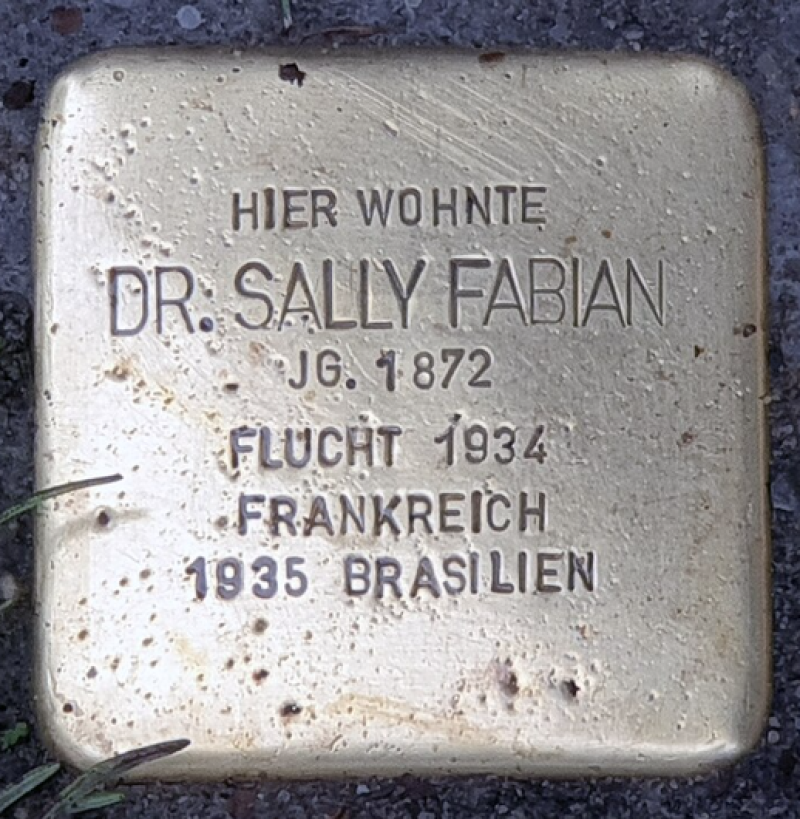 HIER WOHNTE
DR. SALLY FABIAN
JG. 1872
FLUCHT 1934
FRANKREICH
1935 BRASILIEN